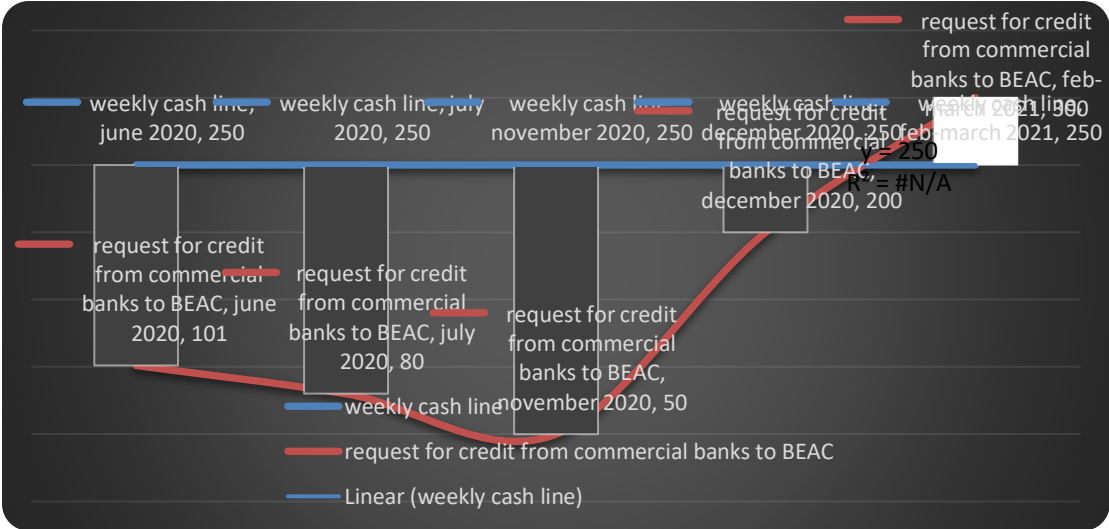 request for credit
from commercial
banks to BEAC, feb-
march 2021, 300
weekly cash line,
june 2020, 250
weekly cash line, july
2020, 250
weekly cash line,
november 2020, 250
weekly cash line,
december 2020, 250
weekly cash line,
feb-march 2021, 250
request for credit
from commercial
banks to BEAC,
december 2020, 200
y = 250
R² = #N/A
request for credit
from commercial
banks to BEAC, june
2020, 101
request for credit
from commercial
banks to BEAC, july
2020, 80
request for credit
from commercial
banks to BEAC,
november 2020, 50
weekly cash line
request for credit from commercial banks to BEAC
Linear (weekly cash line)